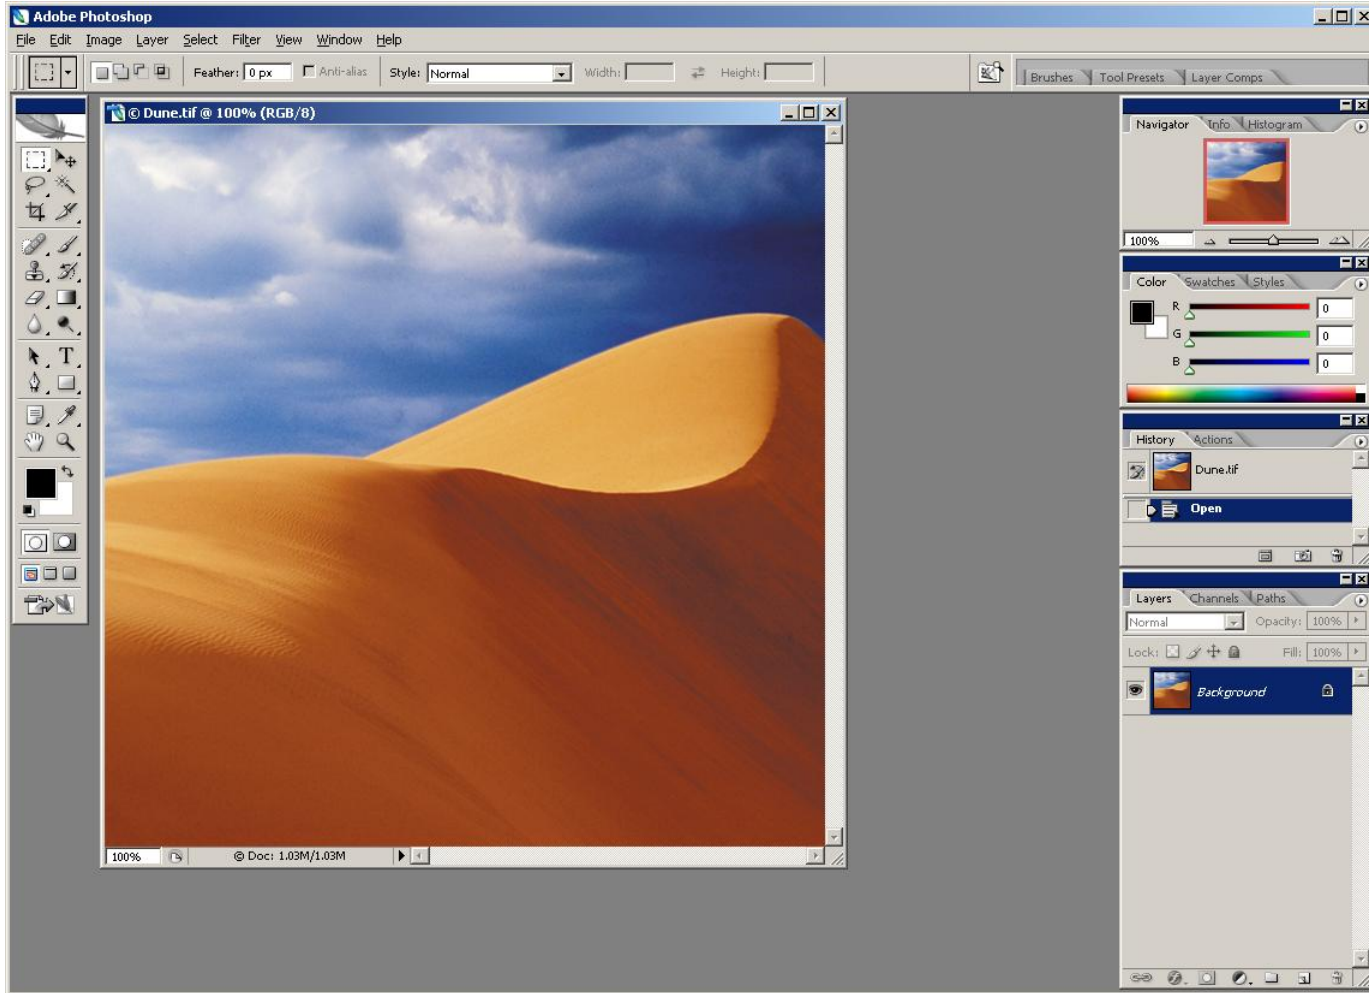 Adobe Photoshop
File Edit Image Layer Select Filter View Window Help
Feather: 0 px Anti-alias Style: Normal Width: Height: Brushes Tool Presets Layer Comps
© Dune.tif @ 100% (RGB/8)
Navigator Info Histogram
100%
Color Swatches Styles
R 0
G 0
B 0
History Actions
Dune.tif
Open
Layers Channels Paths
Normal Opacity: 100%
Lock: Fill: 100%
Background
100% © Doc: 1.03M/1.03M